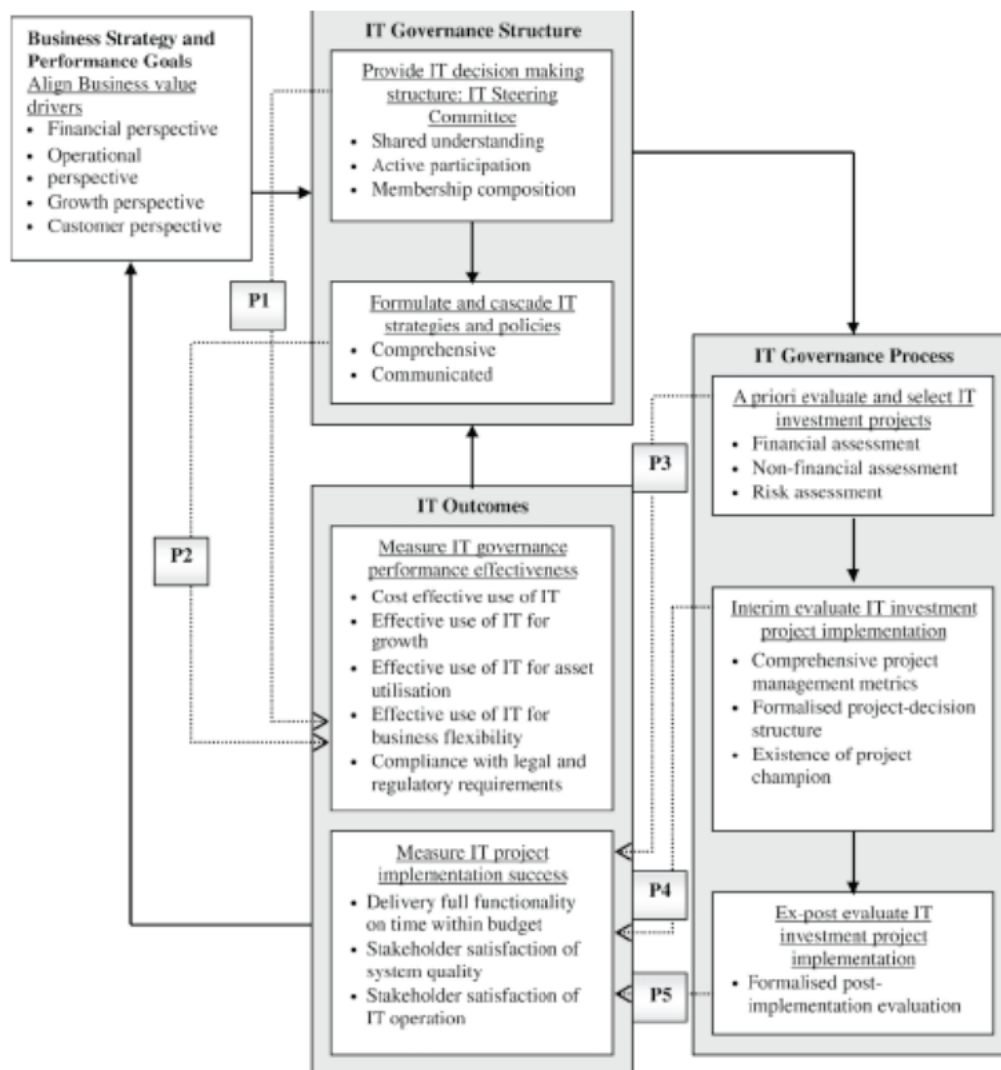 Business Strategy and
Performance Goals
Align Business value
drivers
• Financial perspective
• Operational
• perspective
• Growth perspective
• Customer perspective
IT Governance Structure
Provide IT decision making
structure: IT Steering
Committee
• Shared understanding
• Active participation
• Membership composition
P1
Formulate and cascade IT
strategies and policies
• Comprehensive
• Communicated
IT Governance Process
A priori evaluate and select IT
investment projects
• Financial assessment
• Non-financial assessment
• Risk assessment
P3
P2
IT Outcomes
Measure IT governance
performance effectiveness
• Cost effective use of IT
• Effective use of IT for
growth
• Effective use of IT for asset
utilisation
• Effective use of IT for
business flexibility
• Compliance with legal and
regulatory requirements
Interim evaluate IT investment
project implementation
• Comprehensive project
management metrics
• Formalised project-decision
structure
• Existence of project
champion
Measure IT project
implementation success
• Delivery full functionality
on time within budget
• Stakeholder satisfaction of
system quality
• Stakeholder satisfaction of
IT operation
P4
P5
Ex-post evaluate IT
investment project
implementation
• Formalised post-
implementation evaluation